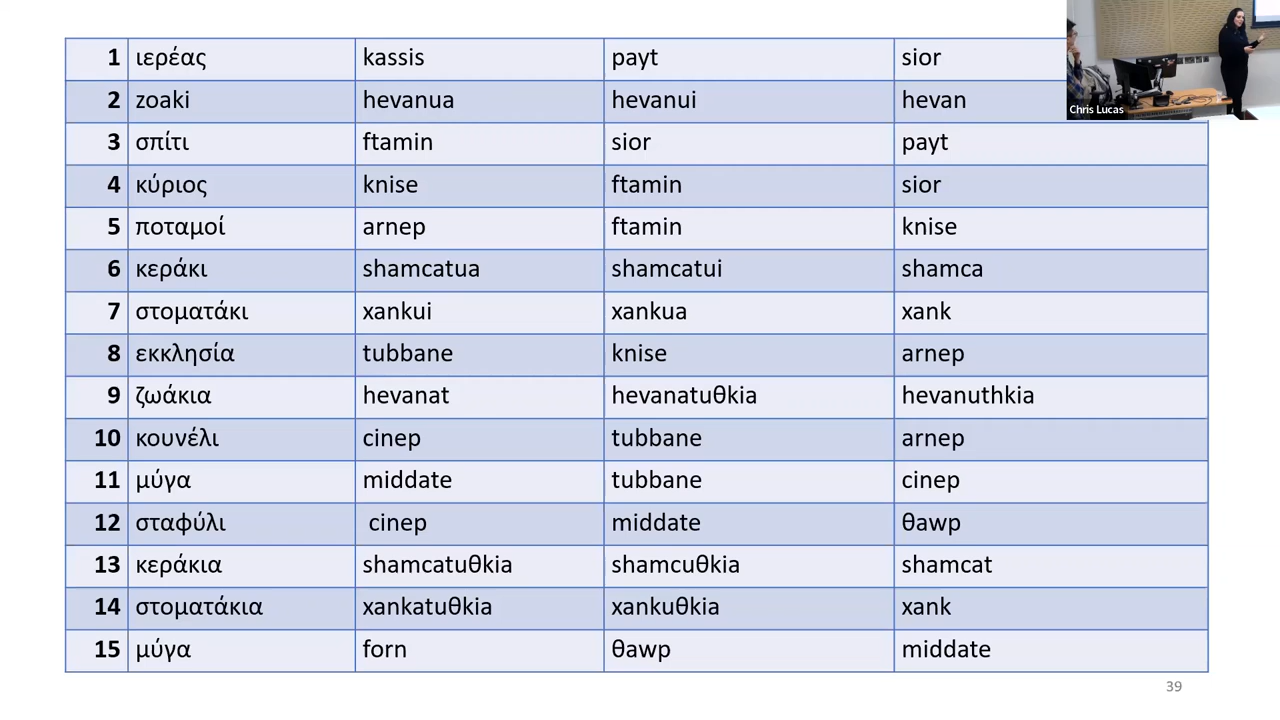 1 ιερέας kassis payt sior
2 zoaki hevanua hevanui hevan
3 σπίτι ftamin sior payt
4 κύριος knise ftamin sior
5 ποταμοί arnep ftamin knise
6 κεράκι shamcatua shamcatui shamca
7 στοματάκι xankui xankua xank
8 εκκλησία tubbane knise arnep
9 ζωάκια hevanat hevanatuθkia hevanuthkia
10 κουνέλι cinep tubbane arnep
11 μύγα middate tubbane cinep
12 σταφύλι cinep middate θawp
13 κεράκια shamcatuθkia shamcuθkia shamcat
14 στοματάκια xankatuθkia xankuθkia xank
15 μύγα forn θawp middate
39
Chris Lucas